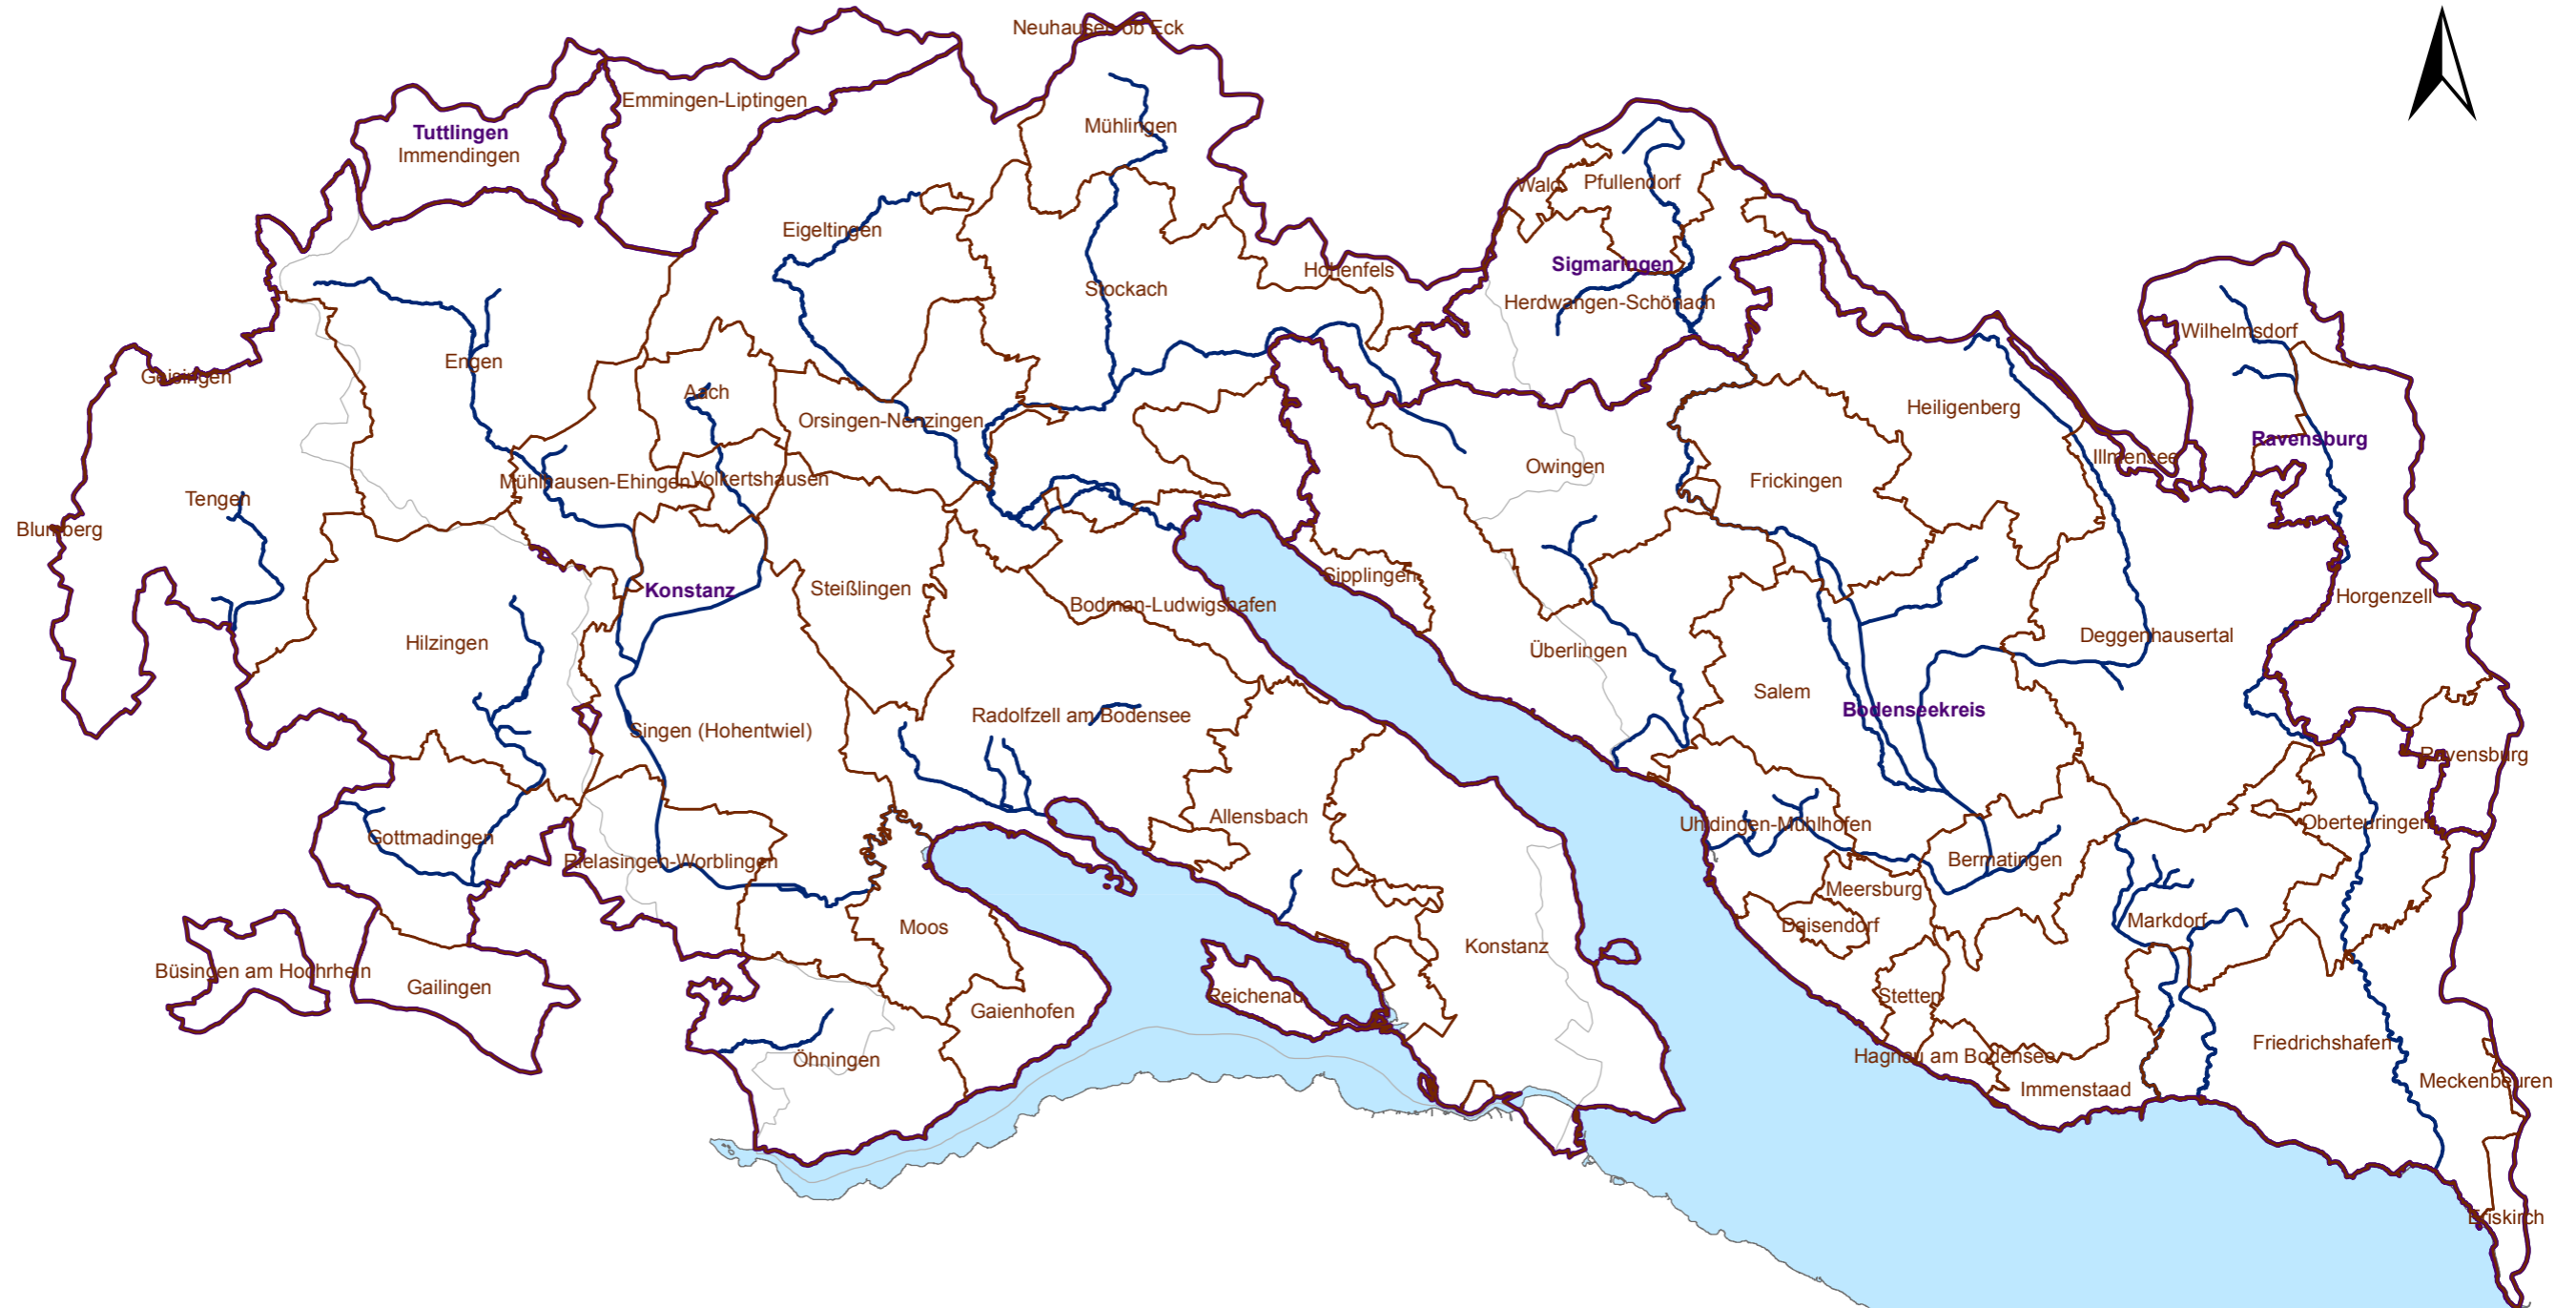 Neuhausen ob Eck
Emmingen-Liptingen
Mühlingen
Tuttlingen
Immendingen
Wald
Pfullendorf
Eigeltingen
Sigmaringen
Hohenfels
Stockach
Herdwangen-Schönach
Wilhelmsdorf
Engen
Geisingen
Aach
Heiligenberg
Orsingen-Nenzingen
Ravensburg
Illmensee
Owingen
Mühlhausen-Ehingen
Volkertshausen
Frickingen
Tengen
Blumberg
Sipplingen
Konstanz
Steißlingen
Horgenzell
Bodman-Ludwigshafen
Deggenhausertal
Hilzingen
Überlingen
Salem
Bodenseekreis
Radolfzell am Bodensee
Singen (Hohentwiel)
Ravensburg
Allensbach
Uhldingen-Mühlhofen
Oberteuringen
Gottmadingen
Rielasingen-Worblingen
Bermatingen
Meersburg
Markdorf
Daisendorf
Moos
Konstanz
Büsingen am Hochrhein
Gailingen
Reichenau
Stetten
Gaienhofen
Friedrichshafen
Hagnau am Bodensee
Öhningen
Meckenbeuren
Immenstaad
Eriskirch